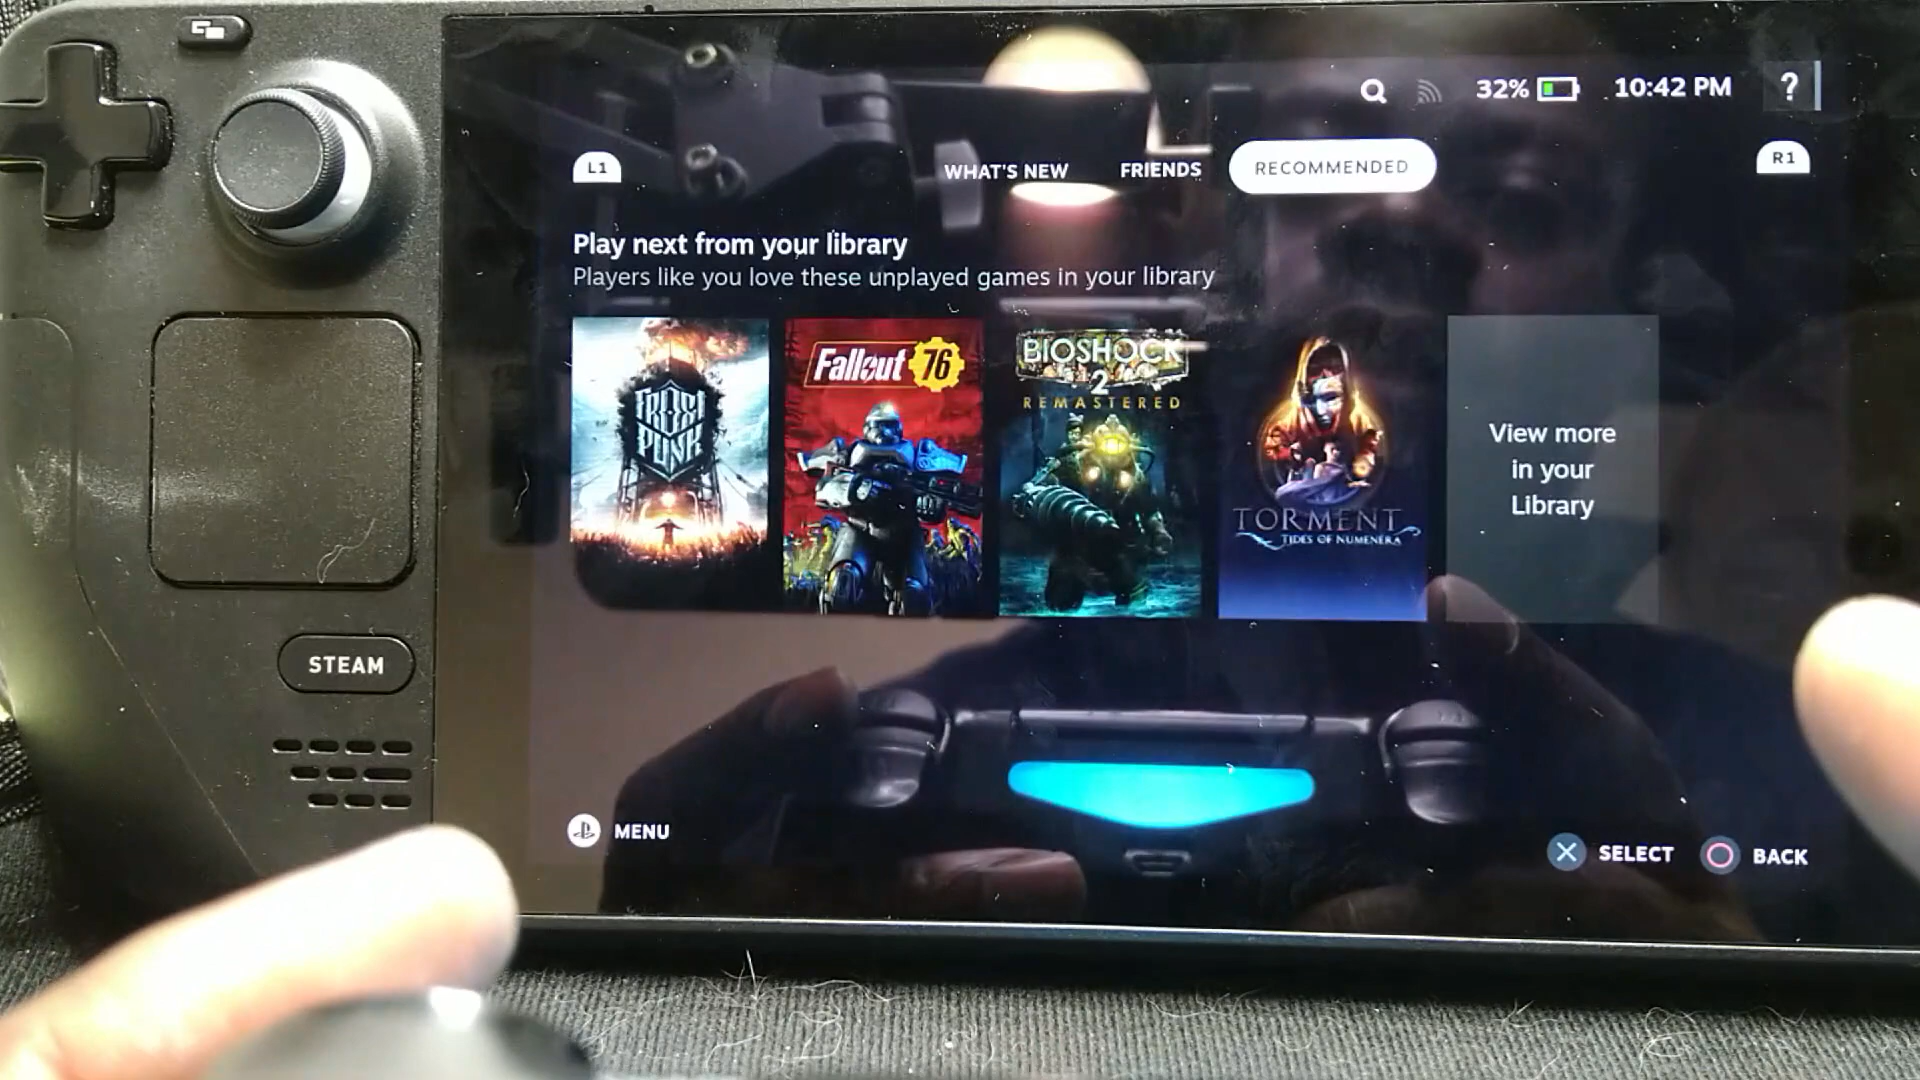 32% 10:42 PM ?
L1 WHAT'S NEW FRIENDS RECOMMENDED R1
Play next from your library
Players like you love these unplayed games in your library
FROST
PUNK
Fallout 76
BIOSHOCK
2
REMASTERED
TORMENT
TIDES OF NUMENERA
View more
in your
Library
STEAM
MENU
SELECT
BACK